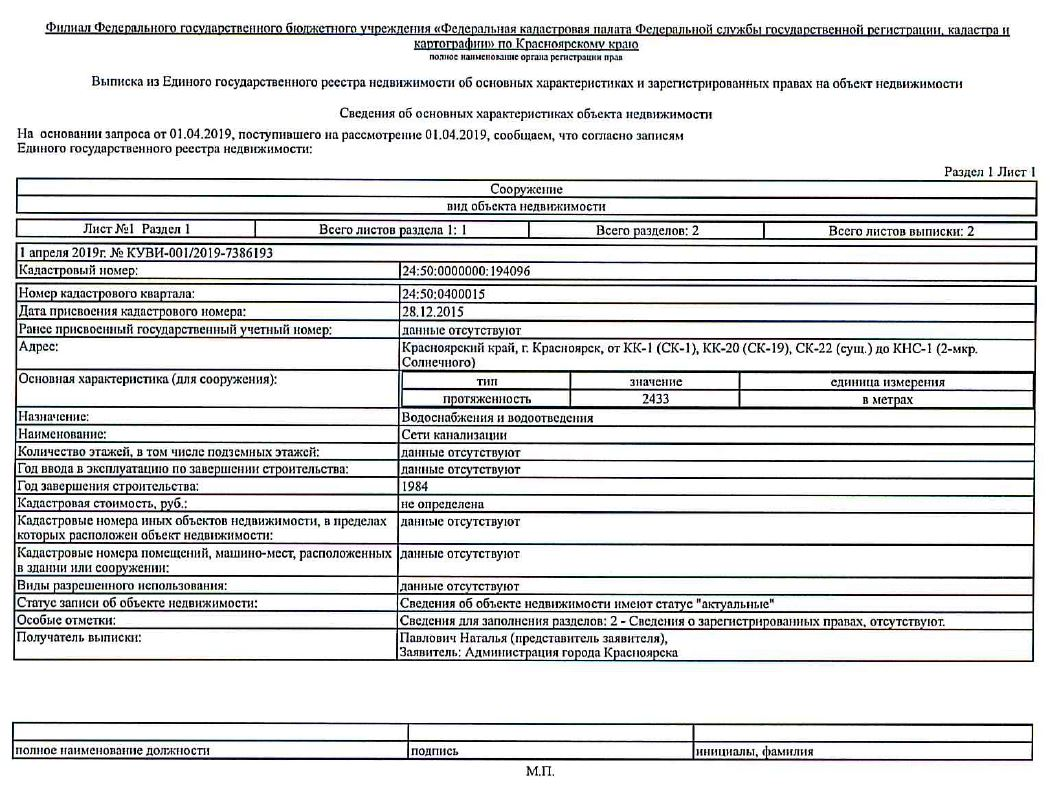 Филиал Федерального государственного бюджетного учреждения «Федеральная кадастровая палата Федеральной службы государственной регистрации, кадастра и
картографии» по Красноярскому краю
полное наименование органа регистрации прав
Выписка из Единого государственного реестра недвижимости об основных характеристиках и зарегистрированных правах на объект недвижимости
Сведения об основных характеристиках объекта недвижимости
На основании запроса от 01.04.2019, поступившего на рассмотрение 01.04.2019, сообщаем, что согласно записям
Единого государственного реестра недвижимости:
Раздел 1 Лист 1
Сооружение
вид объекта недвижимости
Лист №1 Раздел 1 Всего листов раздела 1: 1 Всего разделов: 2 Всего листов выписки: 2
1 апреля 2019г. № КУВИ-001/2019-7386193
Кадастровый номер: 24:50:0000000:194096
Номер кадастрового квартала: 24:50:0400015
Дата присвоения кадастрового номера: 28.12.2015
Ранее присвоенный государственный учетный номер: данные отсутствуют
Адрес: Красноярский край, г. Красноярск, от КК-1 (СК-1), КК-20 (СК-19), СК-22 (сущ.) до КНС-1 (2-мкр.
Солнечного)
Основная характеристика (для сооружения): тип значение единица измерения
протяженность 2433 в метрах
Назначение: Водоснабжения и водоотведения
Наименование: Сети канализации
Количество этажей, в том числе подземных этажей: данные отсутствуют
Год ввода в эксплуатацию по завершении строительства: данные отсутствуют
Год завершения строительства: 1984
Кадастровая стоимость, руб.: не определена
Кадастровые номера иных объектов недвижимости, в пределах данные отсутствуют
которых расположен объект недвижимости:
Кадастровые номера помещений, машино-мест, расположенных данные отсутствуют
в здании или сооружении:
Виды разрешенного использования: данные отсутствуют
Статус записи об объекте недвижимости: Сведения об объекте недвижимости имеют статус "актуальные"
Особые отметки: Сведения для заполнения разделов: 2 - Сведения о зарегистрированных правах, отсутствуют.
Получатель выписки: Павлович Наталья (представитель заявителя),
Заявитель: Администрация города Красноярска
полное наименование должности подпись инициалы, фамилия
М.П.